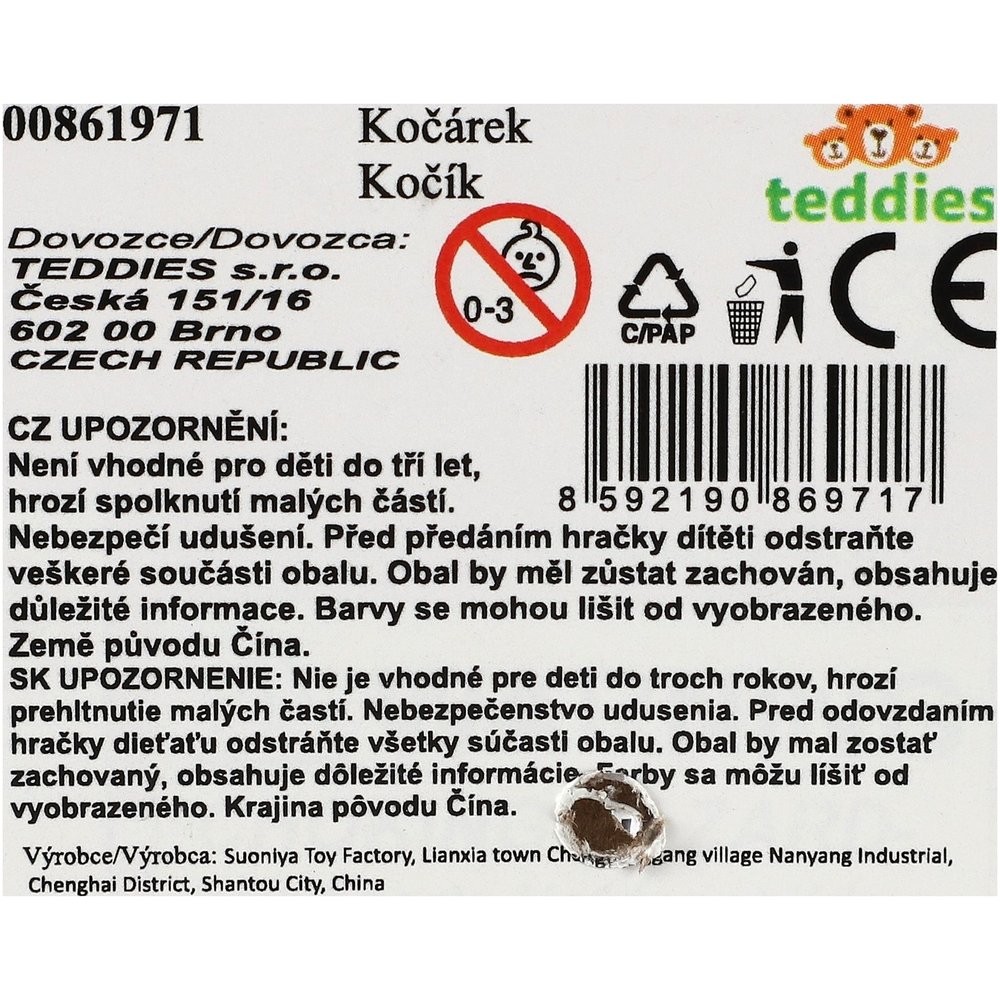 00861971
Kočárek
Kočík
teddies
Dovozce/Dovozca:
TEDDIES s.r.o.
Česká 151/16
602 00 Brno
CZECH REPUBLIC
0-3
C/PAP
CE
8 592190 869717
CZ UPOZORNĚNÍ:
Není vhodné pro děti do tří let,
hrozí spolknutí malých částí.
Nebezpečí udušení. Před předáním hračky dítěti odstraňte
veškeré součásti obalu. Obal by měl zůstat zachován, obsahuje
důležité informace. Barvy se mohou lišit od vyobrazeného.
Země původu Čína.
SK UPOZORNENIE: Nie je vhodné pre deti do troch rokov, hrozí
prehltnutie malých častí. Nebezpečenstvo udusenia. Pred odovzdaním
hračky dieťaťu odstráňte všetky súčasti obalu. Obal by mal zostať
zachovaný, obsahuje dôležité informácie. Farby sa môžu líšiť od
vyobrazeného. Krajina pôvodu Čína.
Výrobce/Výrobca: Suoniya Toy Factory, Lianxia town village Nanyang Industrial,
Chenghai District, Shantou City, China